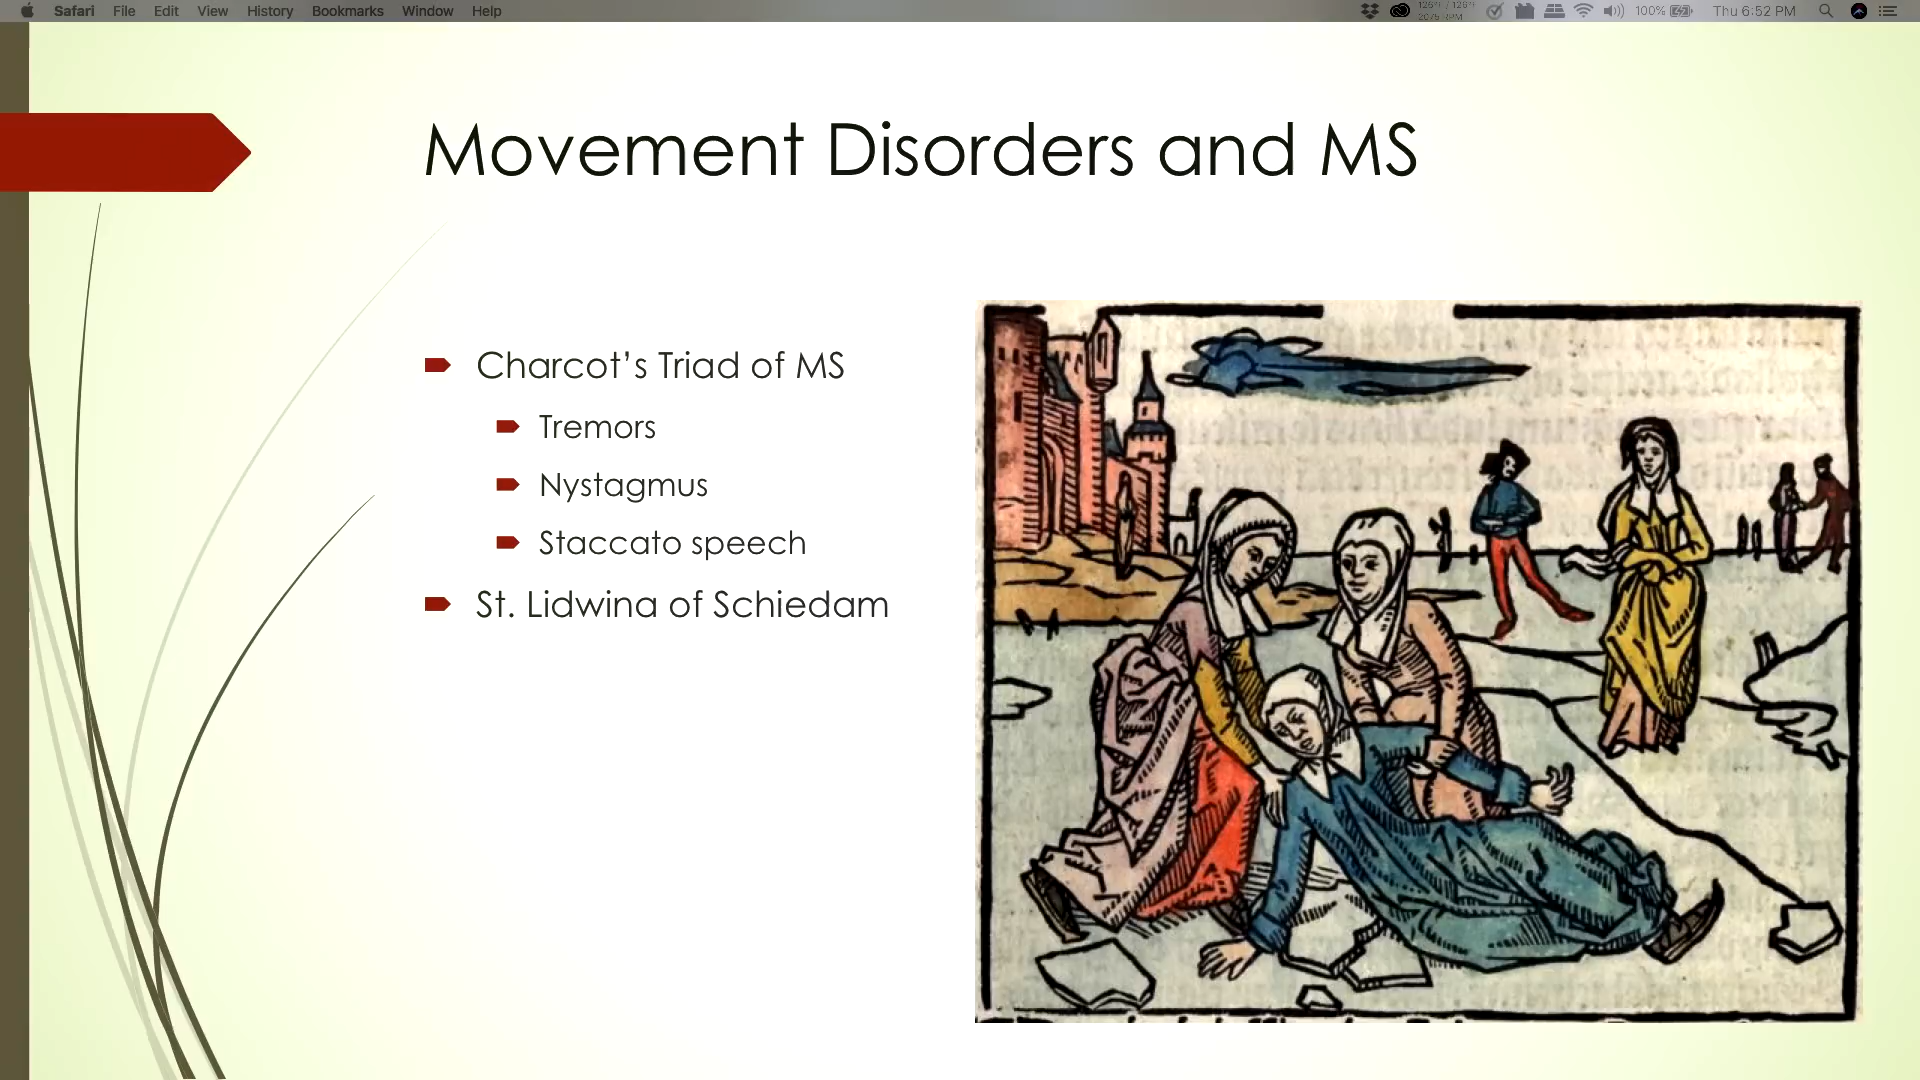 Safari File Edit View History Bookmarks Window Help 100% Thu 6:52 PM
Movement Disorders and MS
Charcot’s Triad of MS
Tremors
Nystagmus
Staccato speech
St. Lidwina of Schiedam